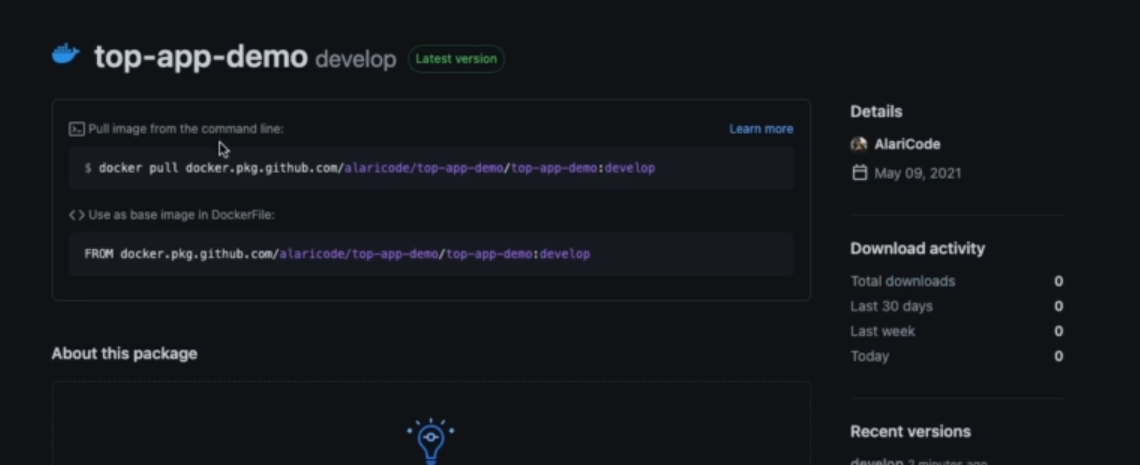 top-app-demo develop Latest version
Pull image from the command line:
Learn more
$ docker pull docker.pkg.github.com/alaricode/top-app-demo/top-app-demo:develop
Use as base image in DockerFile:
FROM docker.pkg.github.com/alaricode/top-app-demo/top-app-demo:develop
About this package
Details
AlariCode
May 09, 2021
Download activity
Total downloads 0
Last 30 days 0
Last week 0
Today 0
Recent versions
develop 2 minutes ago